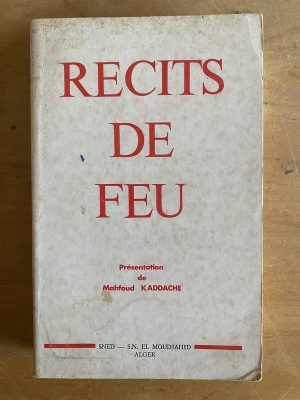 RECITS
DE
FEU
Présentation
de
Mahfoud KADDACHE
SNED — S.N. EL MOUDJAHID
ALGER